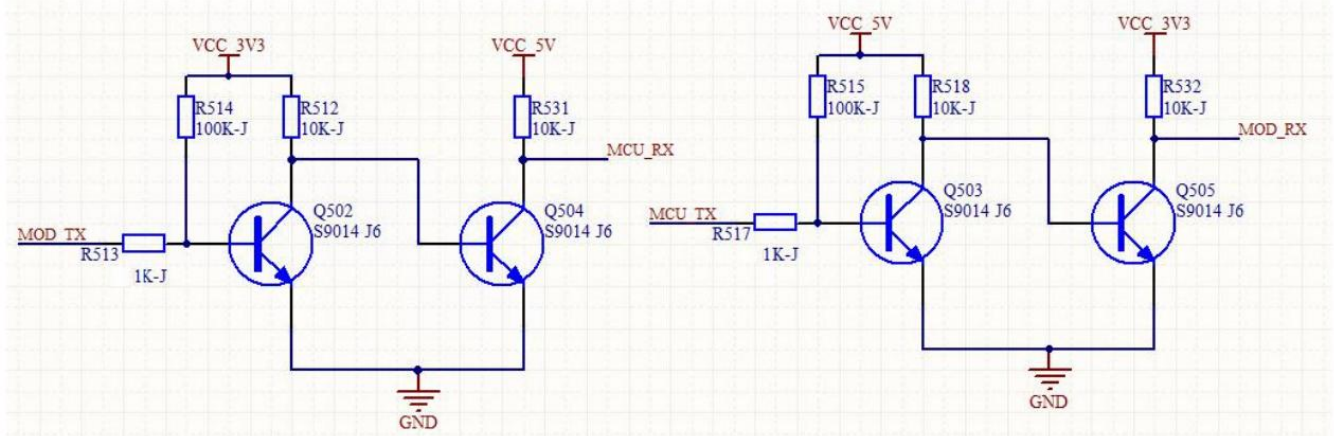 VCC_3V3
R514
100K-J
R512
10K-J
VCC_5V
R531
10K-J
MCU_RX
Q502
S9014 J6
Q504
S9014 J6
MOD_TX
R513
1K-J
GND
VCC_5V
R515
100K-J
R518
10K-J
VCC_3V3
R532
10K-J
MOD_RX
Q503
S9014 J6
Q505
S9014 J6
MCU_TX
R517
1K-J
GND